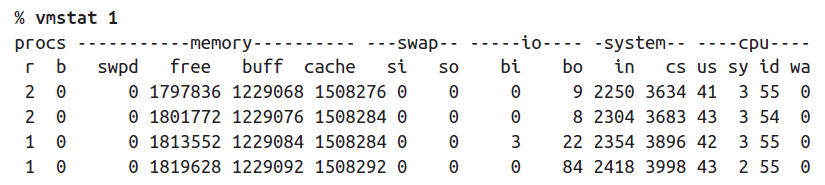 % vmstat 1
procs -----------memory---------- ---swap-- -----io---- -system-- ----cpu----
 r  b    swpd   free   buff  cache  si   so    bi    bo   in   cs us sy id wa
 2  0       0 1797836 1229068 1508276 0    0     0     9 2250 3634 41  3 55  0
 2  0       0 1801772 1229076 1508284 0    0     0     8 2304 3683 43  3 54  0
 1  0       0 1813552 1229084 1508284 0    0     3    22 2354 3896 42  3 55  0
 1  0       0 1819628 1229092 1508292 0    0     0    84 2418 3998 43  2 55  0